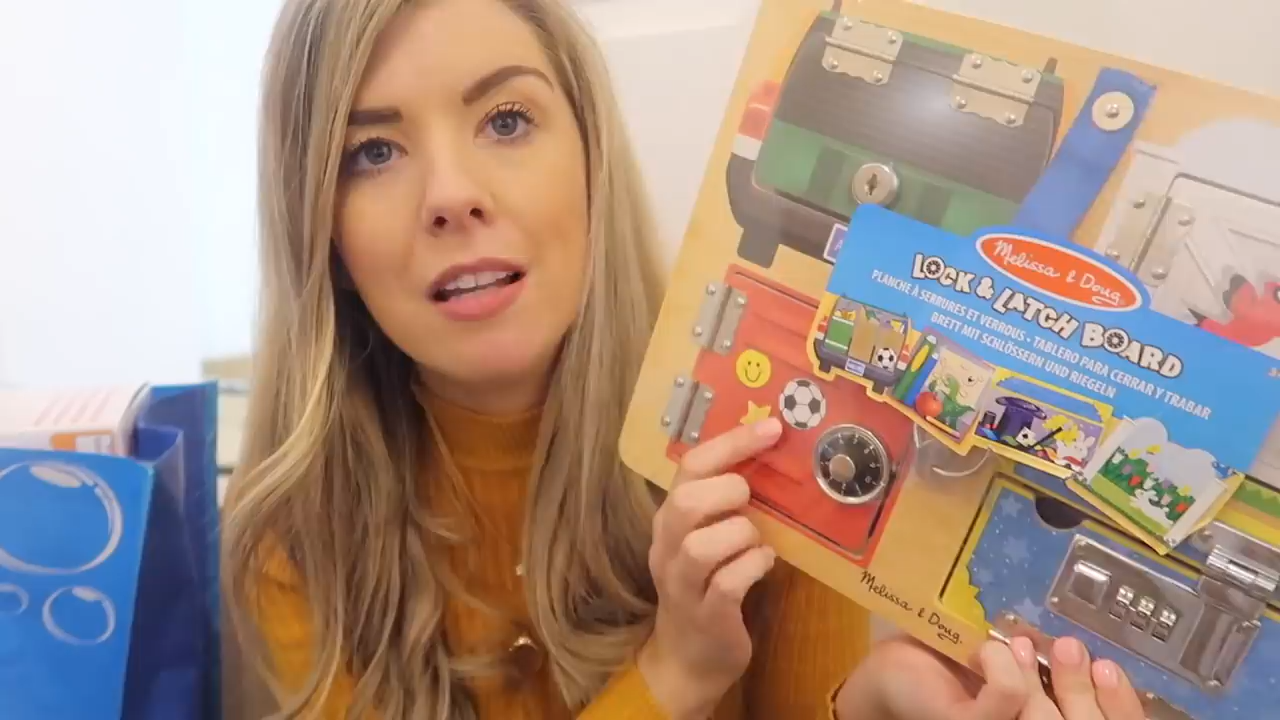 Melissa & Doug
LOCK & LATCH BOARD
PLANCHE À SERRURES ET VERROUS • TABLERO PARA CERRAR Y TRABAR
BRETT MIT SCHLÖSSERN UND RIEGELN
Melissa & Doug